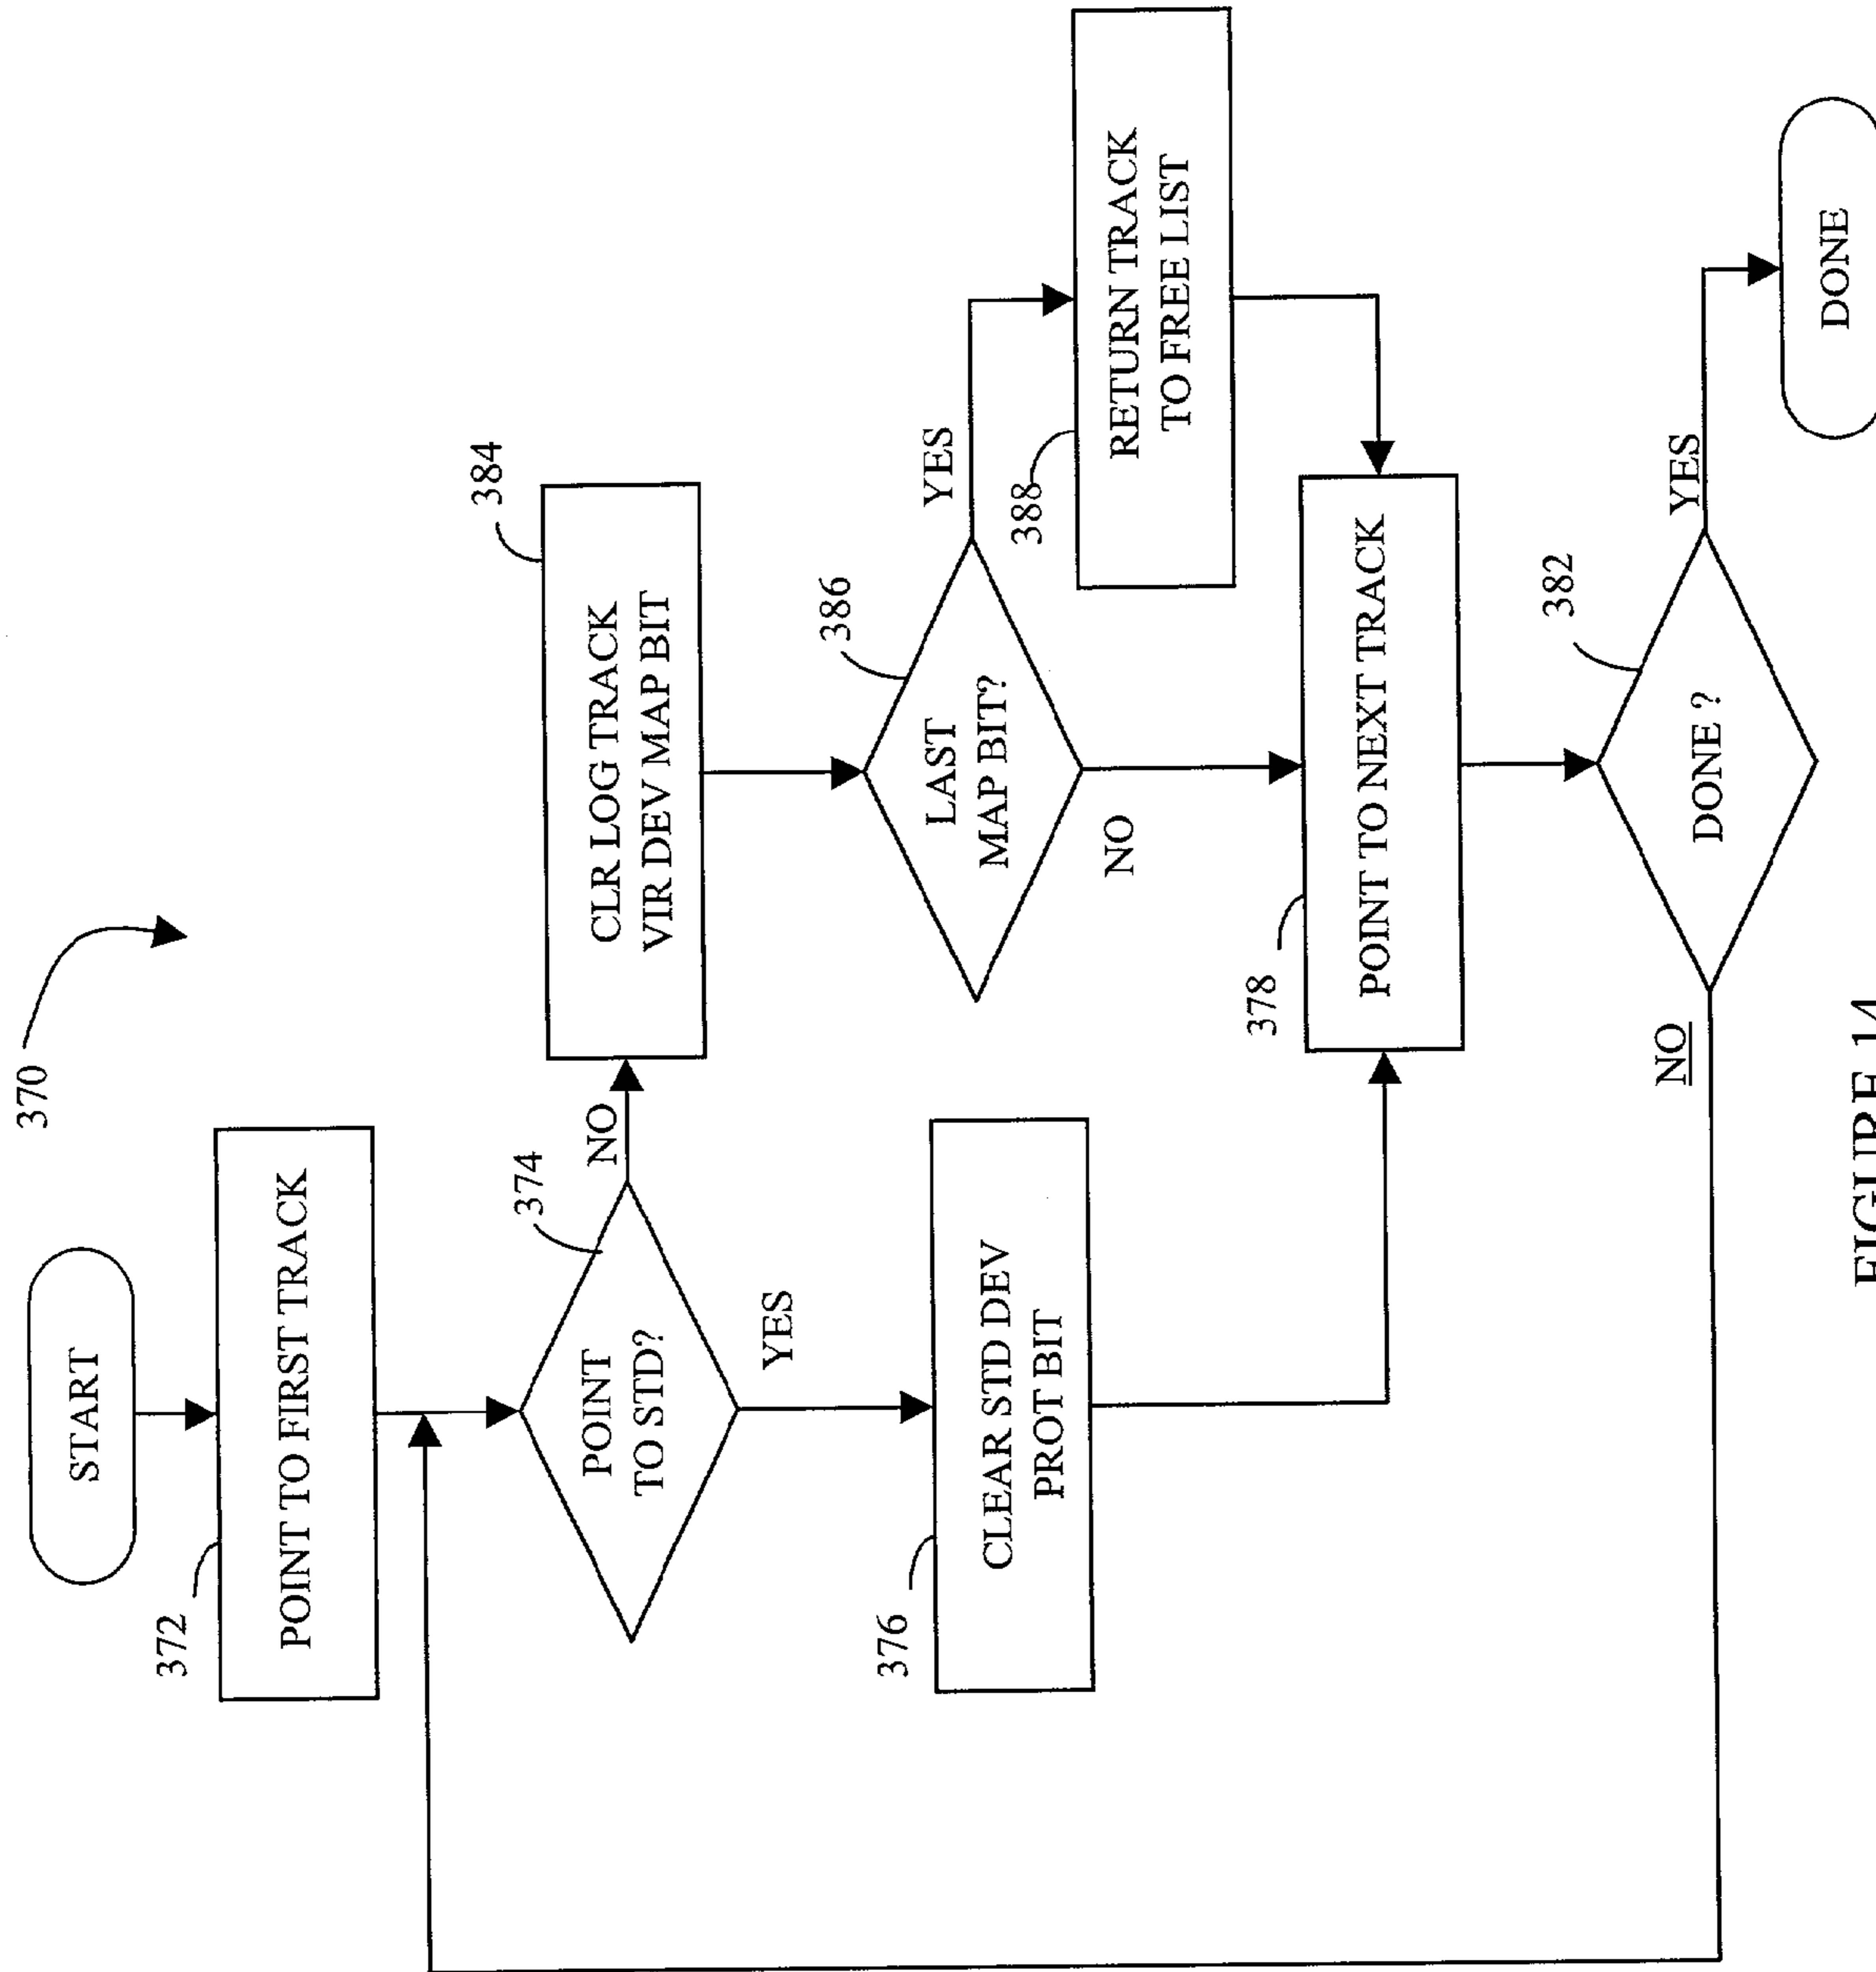 370
START
372
POINT TO FIRST TRACK
374
POINT
TO STD?
NO
YES
384
CLR LOG TRACK
VIR DEV MAP BIT
376
CLEAR STD DEV
PROT BIT
386
LAST
MAP BIT?
YES
NO
388
RETURN TRACK
TO FREE LIST
378
POINT TO NEXT TRACK
382
DONE ?
NO
YES
DONE
FIGURE 14